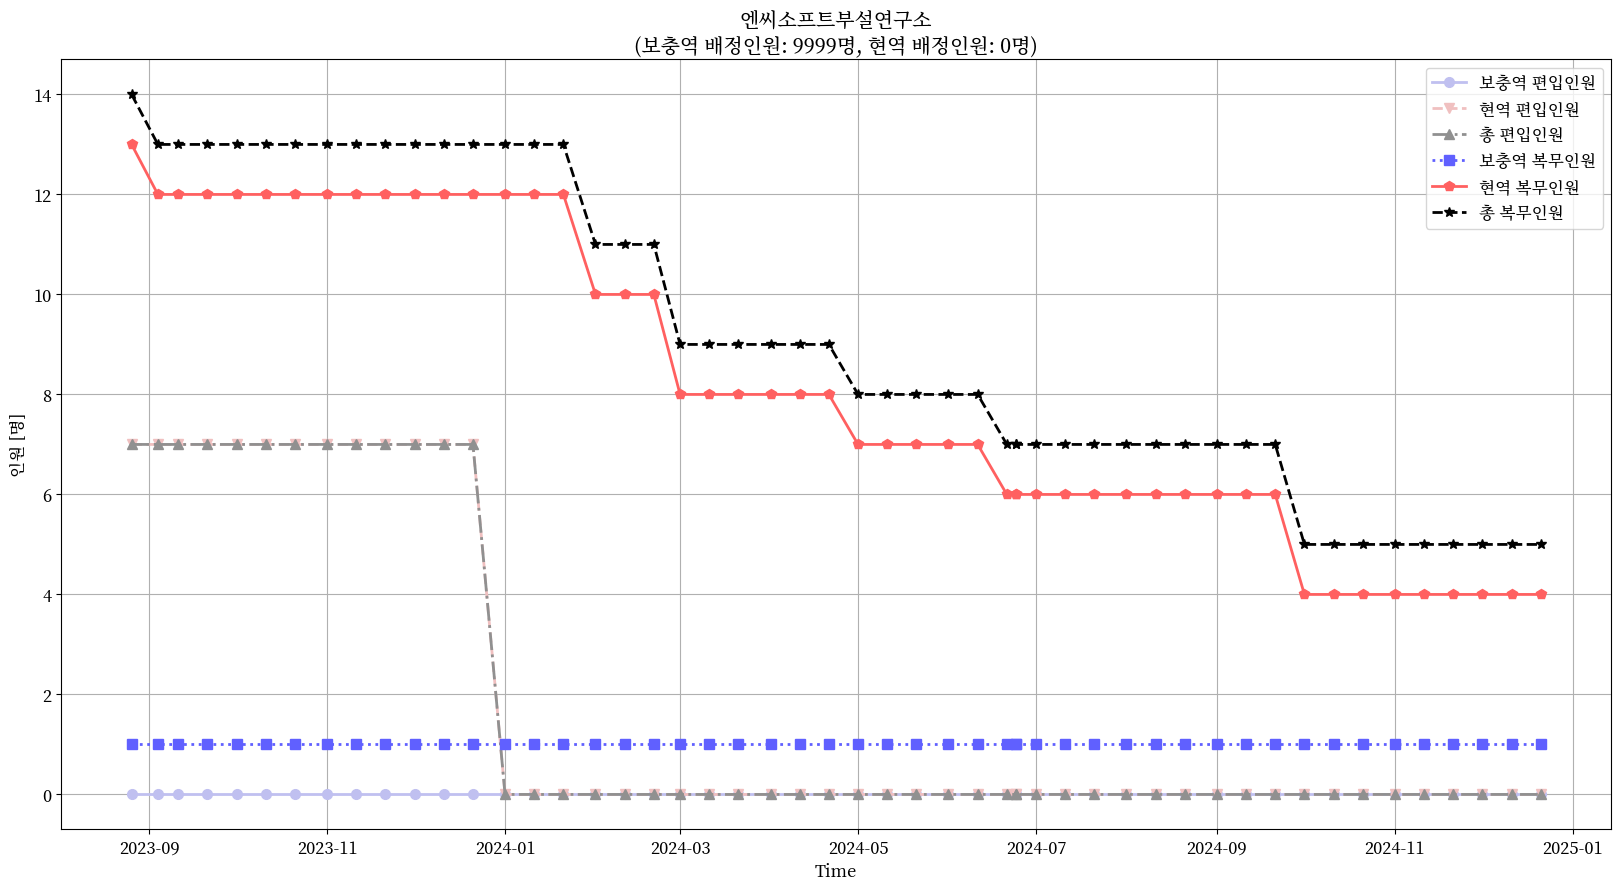 엔씨소프트부설연구소
(보충역 배정인원: 9999명, 현역 배정인원: 0명)
보충역 편입인원
현역 편입인원
총 편입인원
보충역 복무인원
현역 복무인원
총 복무인원
인원 [명]
14
12
10
8
6
4
2
0
2023-09
2023-11
2024-01
2024-03
2024-05
2024-07
2024-09
2024-11
2025-01
Time